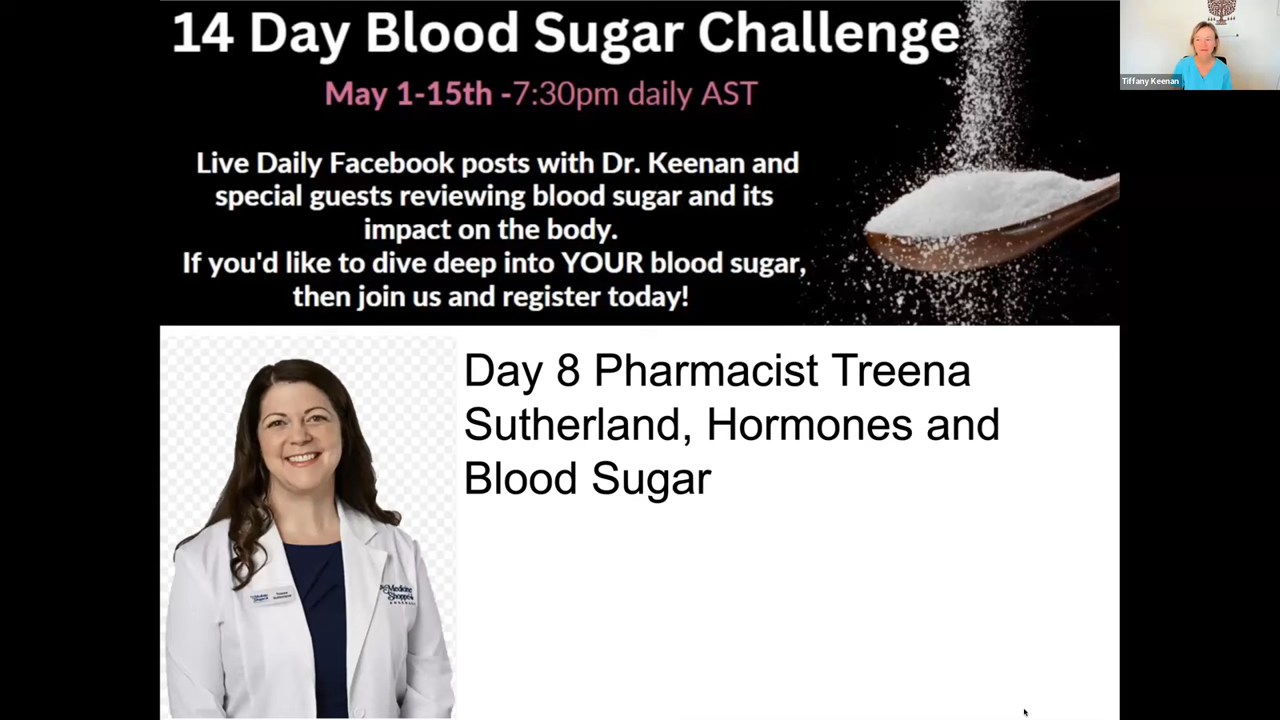 14 Day Blood Sugar Challenge
May 1-15th -7:30pm daily AST
Live Daily Facebook posts with Dr. Keenan and
special guests reviewing blood sugar and its
impact on the body.
If you'd like to dive deep into YOUR blood sugar,
then join us and register today!
Tiffany Keenan
Day 8 Pharmacist Treena
Sutherland, Hormones and
Blood Sugar
Medicine
Shoppe